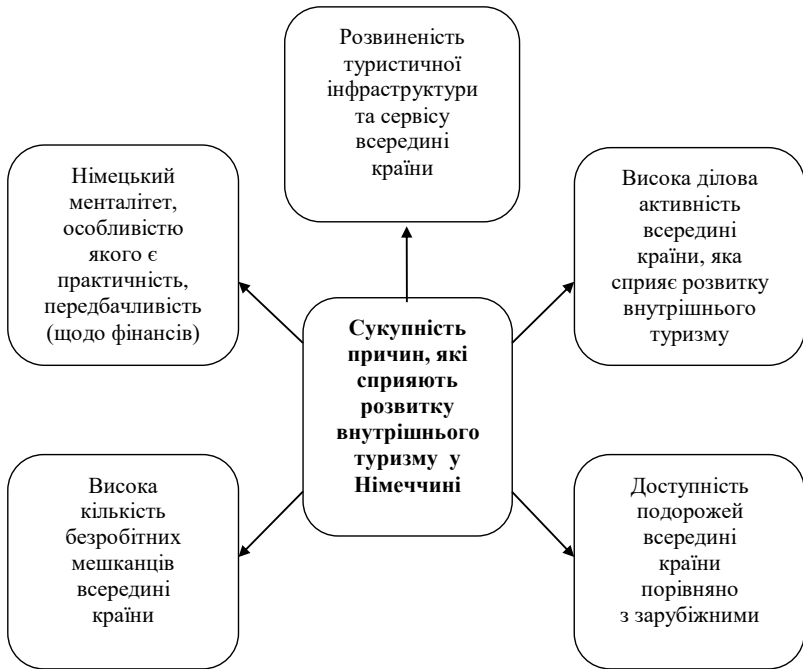 Розвиненість
туристичної
інфраструктури
та сервісу
всередині
країни
Німецький
менталітет,
особливістю
якого є
практичність,
передбачливість
(щодо фінансів)
Висока ділова
активність
всередині
країни, яка
сприяє розвитку
внутрішнього
туризму
Сукупність
причин, які
сприяють
розвитку
внутрішнього
туризму у
Німеччині
Висока
кількість
безробітних
мешканців
всередині
країни
Доступність
подорожей
всередині
країни
порівняно
з зарубіжними